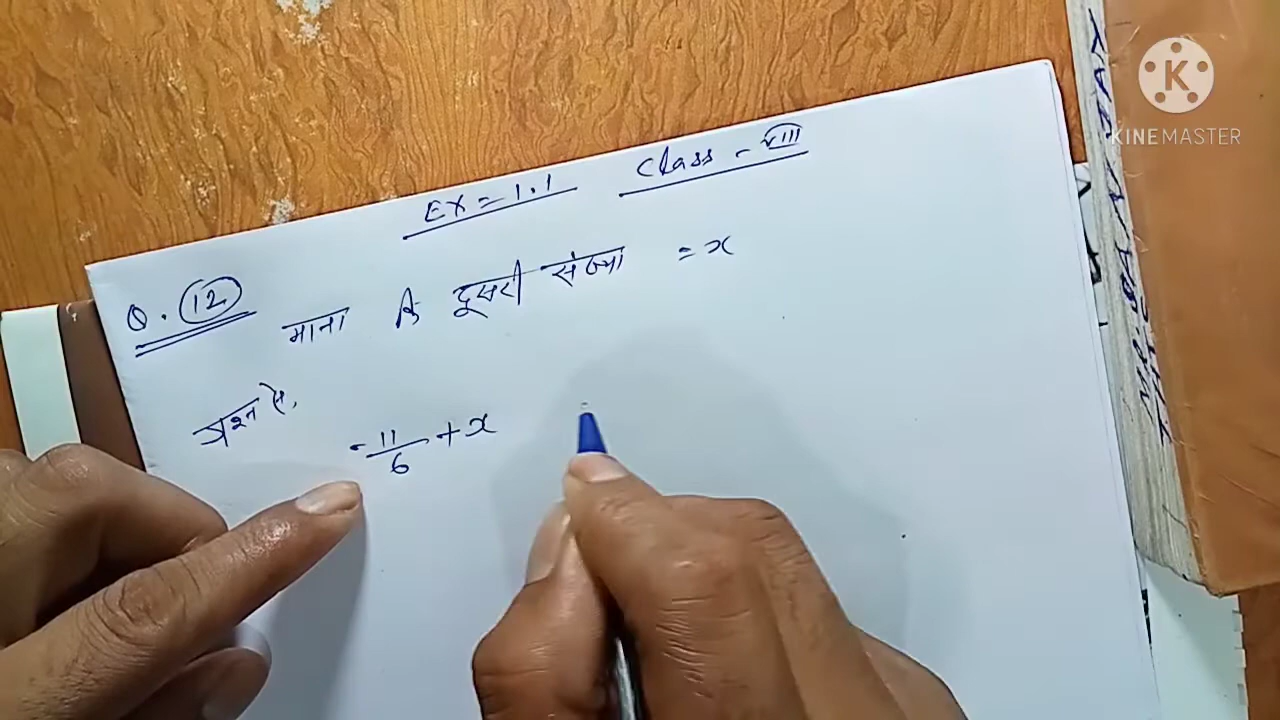 EX = 1.1 Class - VIII
Q. 12 माना कि दूसरी संख्या = x
प्रश्न से,
-11/6 + x
KINEMASTER